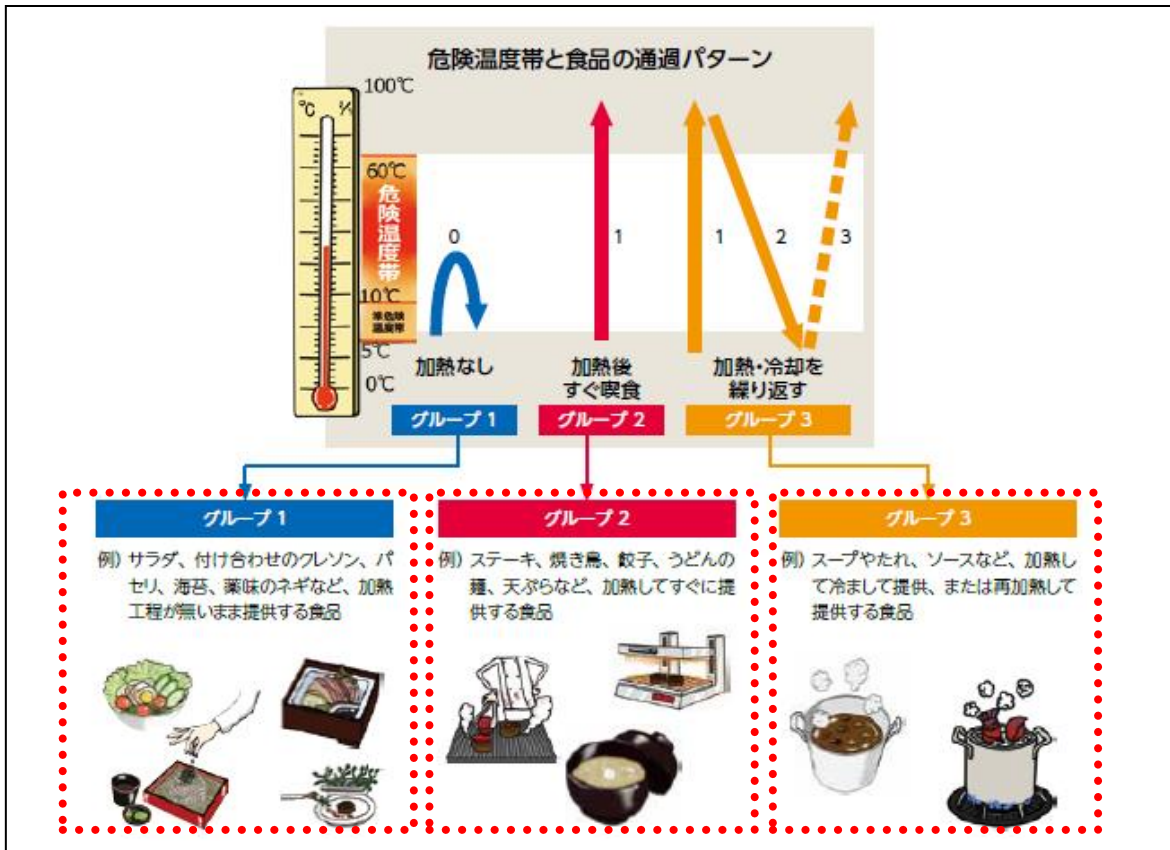 危険温度帯と食品の通過パターン
100℃
℃
60℃
危険温度帯
10℃
準危険
温度帯
5℃
0℃
0
1
1
2
3
加熱なし
加熱後
すぐ喫食
加熱・冷却を
繰り返す
グループ 1
グループ 2
グループ 3
グループ 1
例）サラダ、付け合わせのクレソン、パ
セリ、海苔、薬味のネギなど、加熱
工程が無いまま提供する食品
グループ 2
例）ステーキ、焼き鳥、餃子、うどんの
麺、天ぷらなど、加熱してすぐに提
供する食品
グループ 3
例）スープやたれ、ソースなど、加熱し
て冷まして提供、または再加熱して
提供する食品